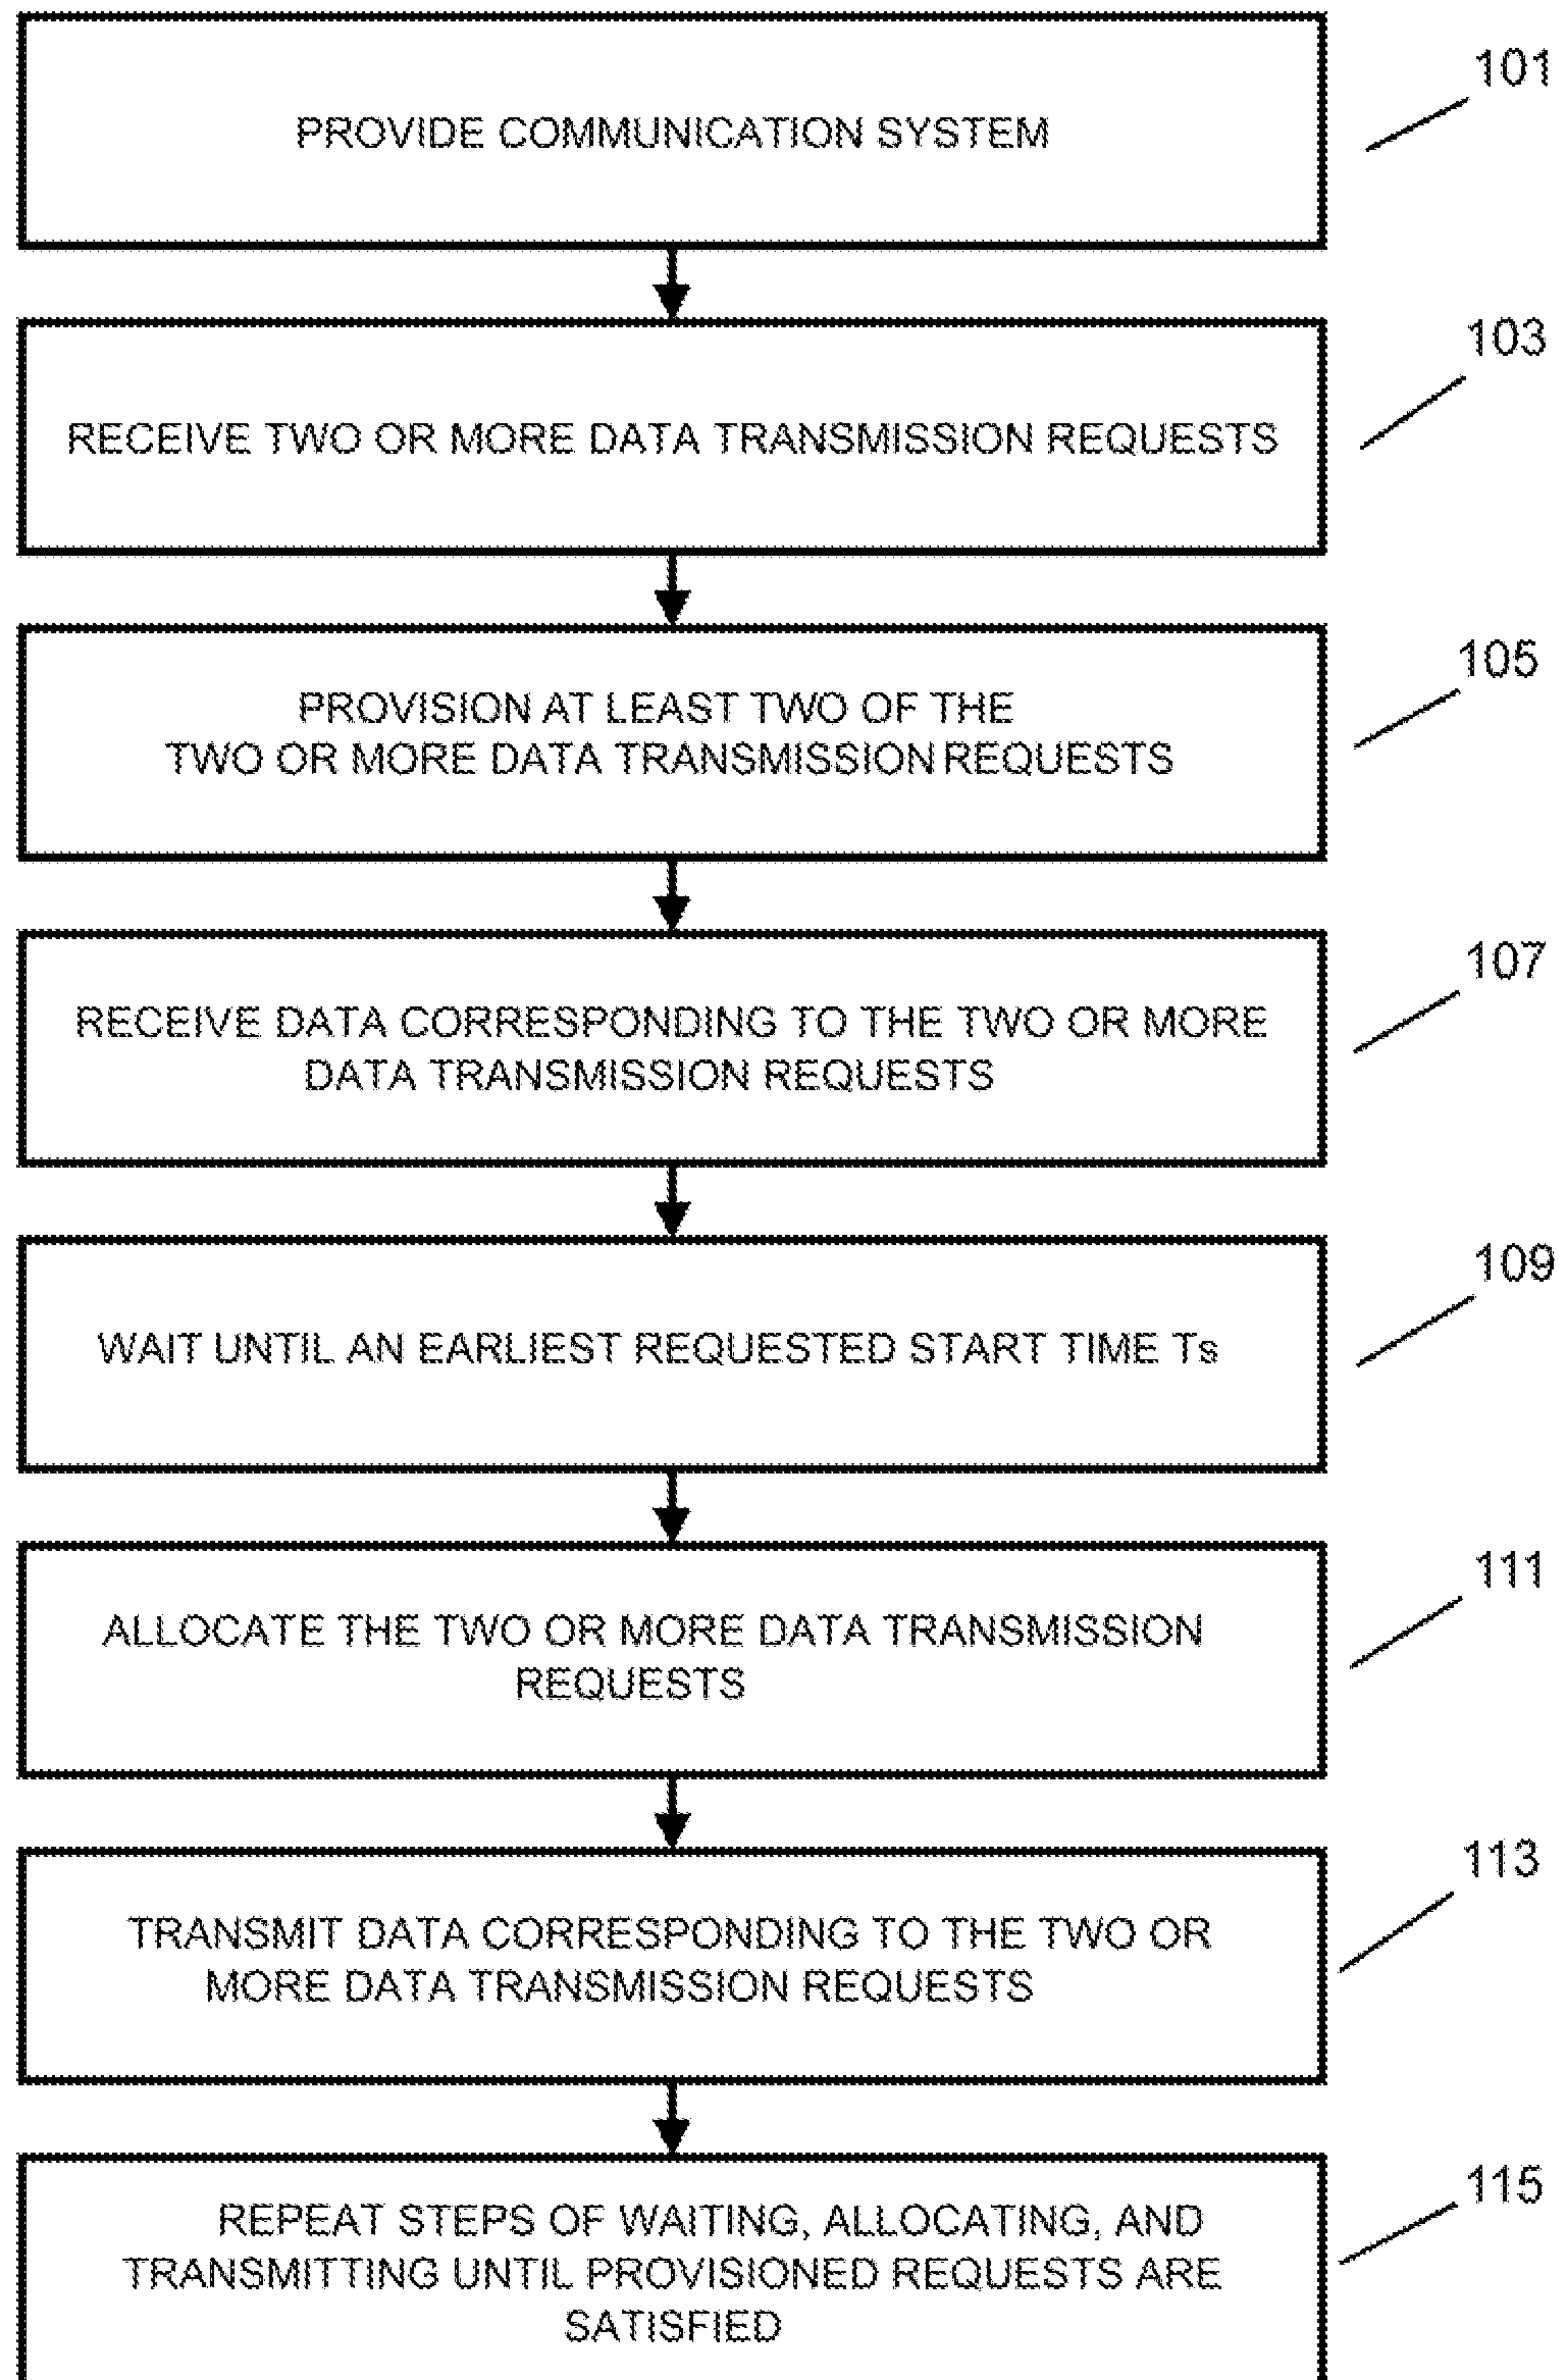 PROVIDE COMMUNICATION SYSTEM
101
RECEIVE TWO OR MORE DATA TRANSMISSION REQUESTS
103
PROVISION AT LEAST TWO OF THE
TWO OR MORE DATA TRANSMISSION REQUESTS
105
RECEIVE DATA CORRESPONDING TO THE TWO OR MORE
DATA TRANSMISSION REQUESTS
107
WAIT UNTIL AN EARLIEST REQUESTED START TIME Ts
109
ALLOCATE THE TWO OR MORE DATA TRANSMISSION
REQUESTS
111
TRANSMIT DATA CORRESPONDING TO THE TWO OR
MORE DATA TRANSMISSION REQUESTS
113
REPEAT STEPS OF WAITING, ALLOCATING, AND
TRANSMITTING UNTIL PROVISIONED REQUESTS ARE
SATISFIED
115